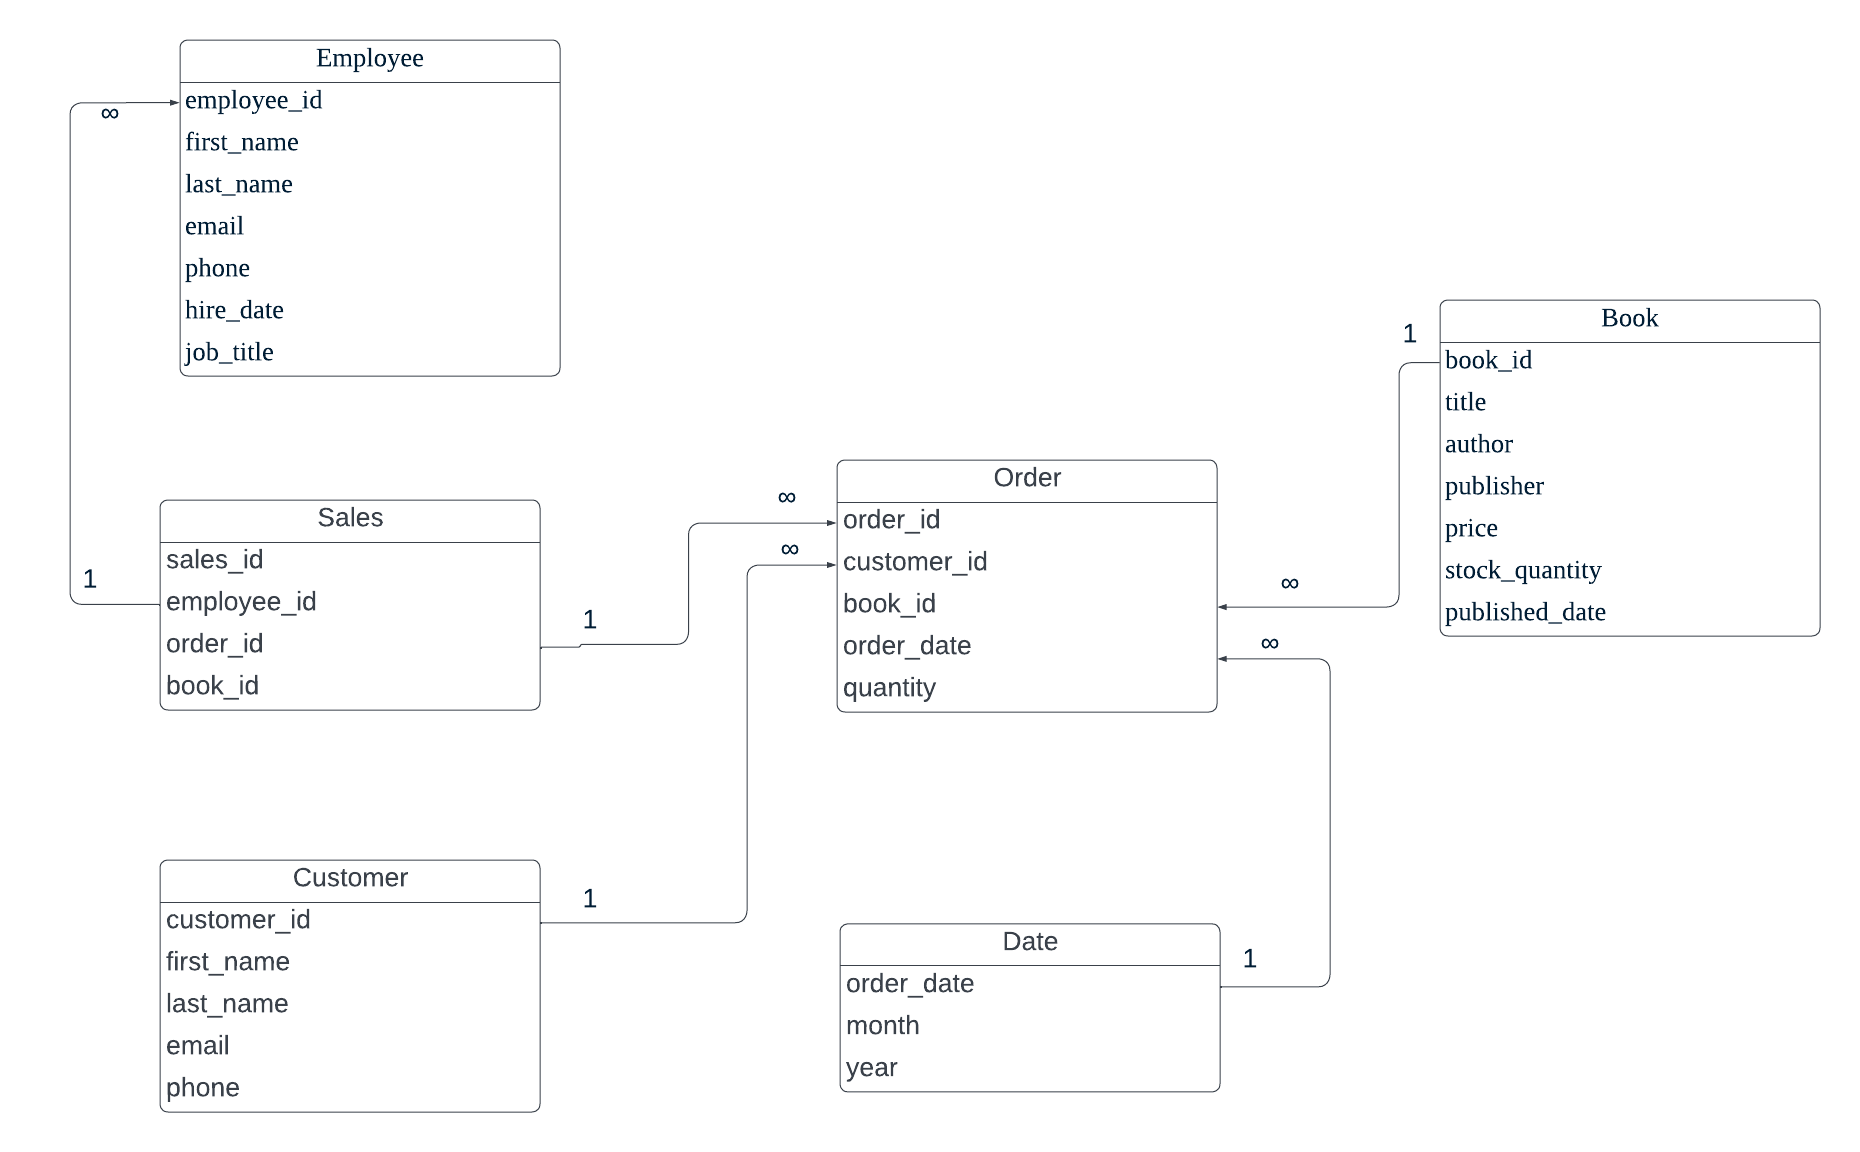 Employee
employee_id
first_name
last_name
email
phone
hire_date
job_title
∞
1
Sales
sales_id
employee_id
order_id
book_id
1
∞
∞
Order
order_id
customer_id
book_id
order_date
quantity
1
Book
book_id
title
author
publisher
price
stock_quantity
published_date
∞
∞
Customer
customer_id
first_name
last_name
email
phone
1
Date
order_date
month
year
1